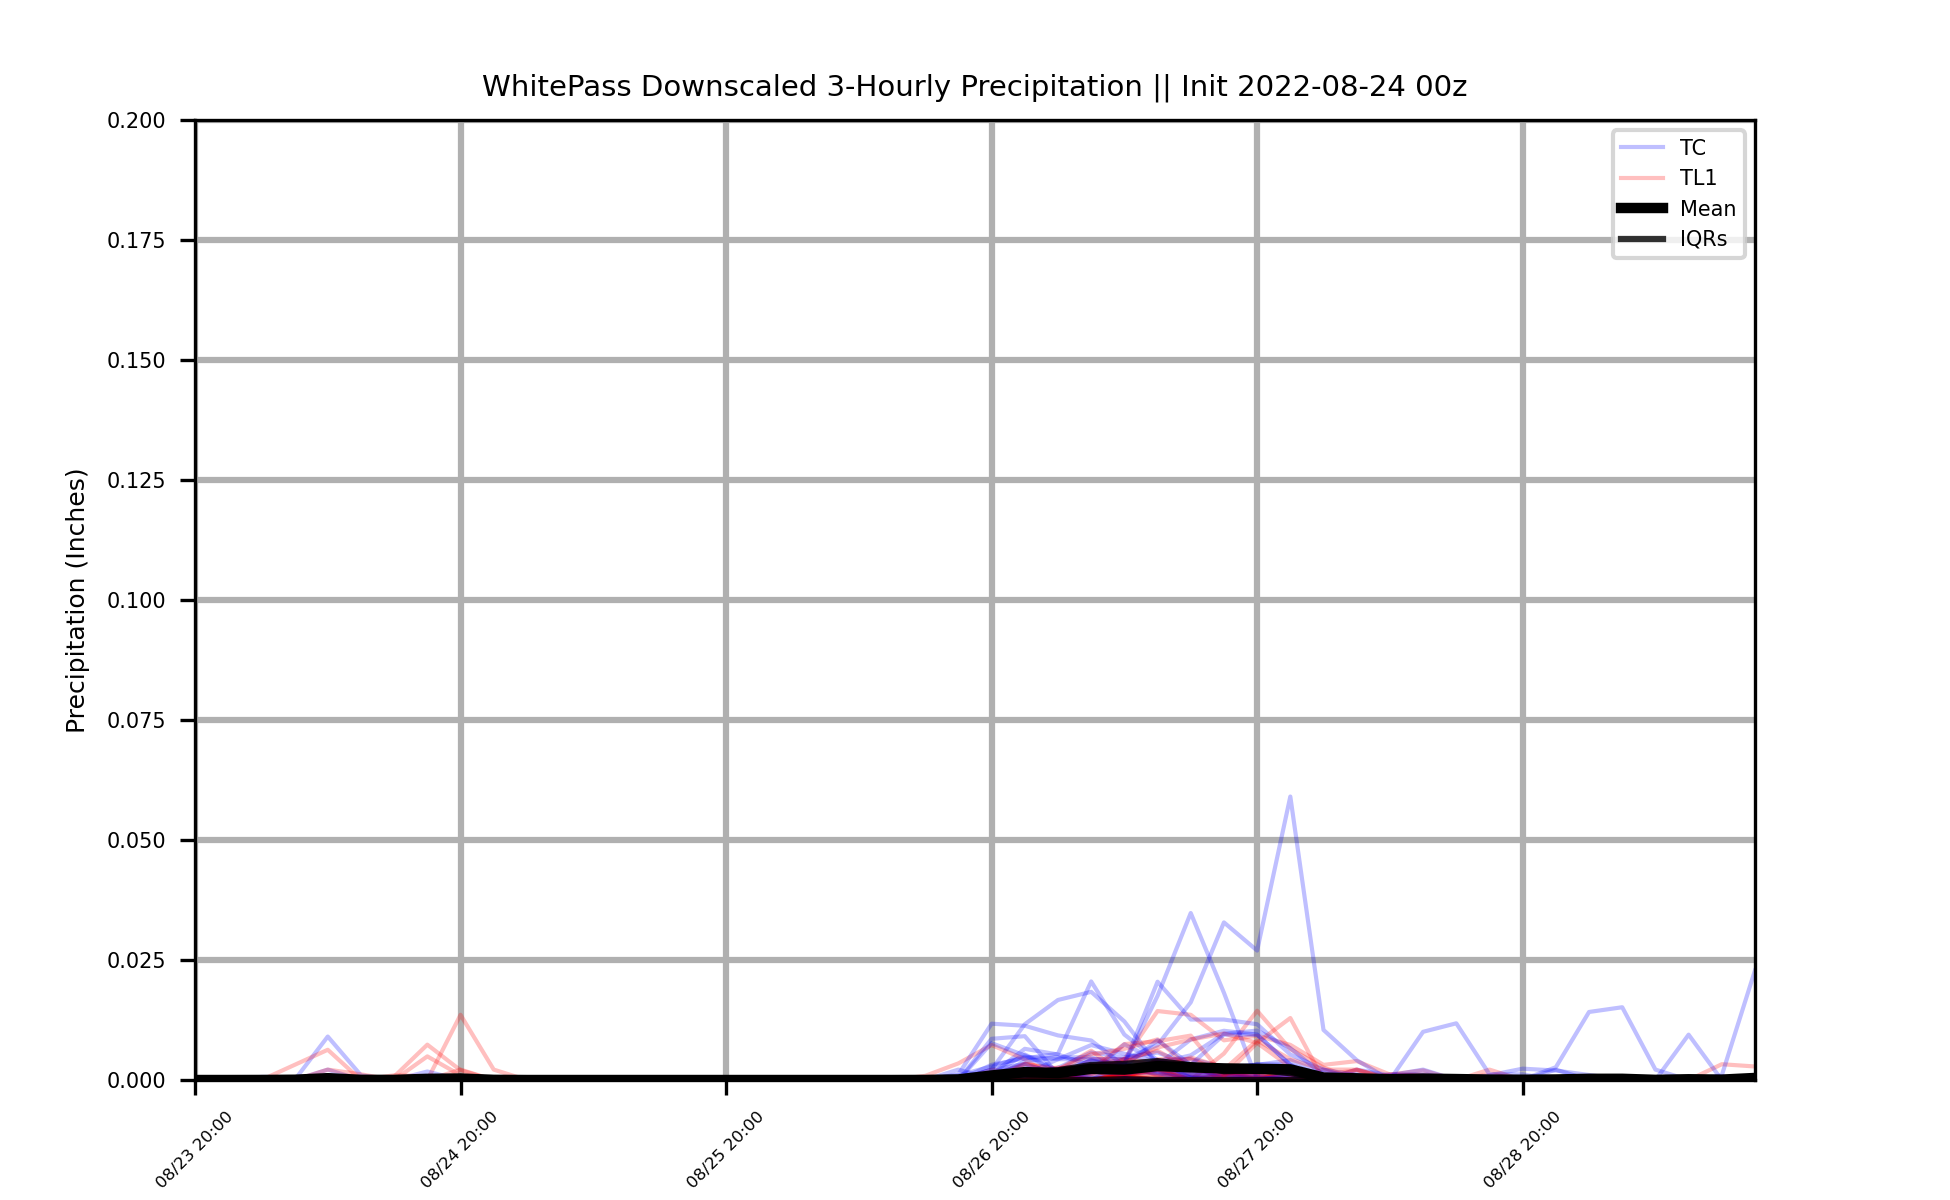 WhitePass Downscaled 3-Hourly Precipitation || Init 2022-08-24 00z
0.200
0.175
0.150
0.125
0.100
0.075
0.050
0.025
0.000
Precipitation (Inches)
TC
TL1
Mean
IQRs
08/23 20:00
08/24 20:00
08/25 20:00
08/26 20:00
08/27 20:00
08/28 20:00